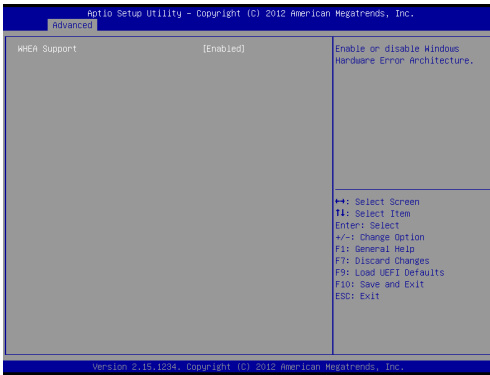 Aptio Setup Utility – Copyright (C) 2012 American Megatrends, Inc.
Advanced
WHEA Support [Enabled]
Enable or disable Windows
Hardware Error Architecture.
↔: Select Screen
↑↓: Select Item
Enter: Select
+/-: Change Option
F1: General Help
F7: Discard Changes
F9: Load UEFI Defaults
F10: Save and Exit
ESC: Exit
Version 2.15.1234. Copyright (C) 2012 American Megatrends, Inc.